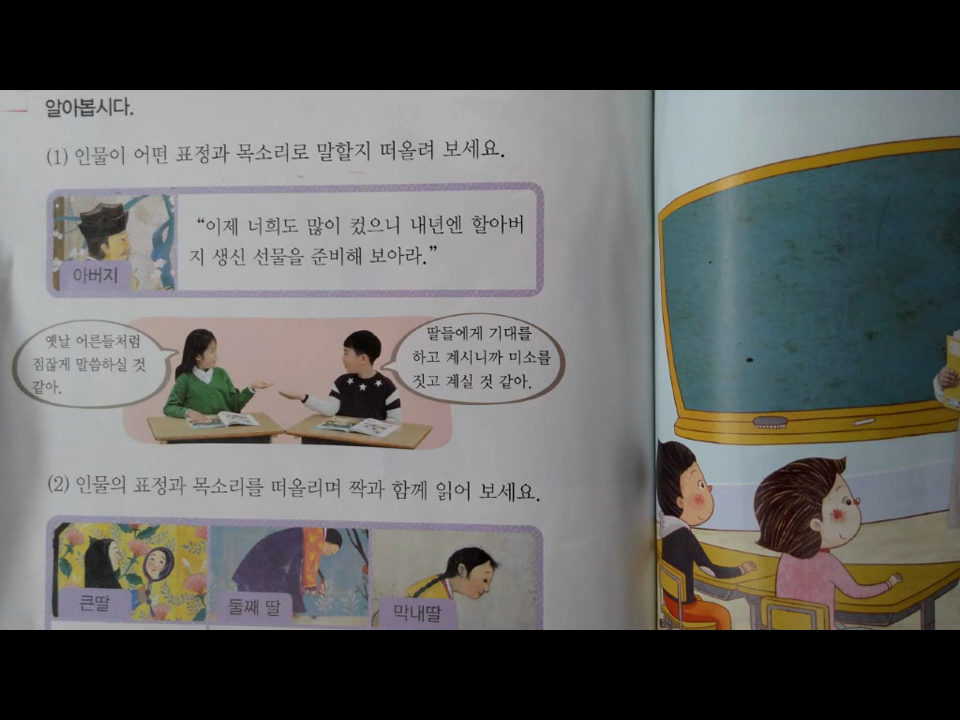 알아봅시다.
(1) 인물이 어떤 표정과 목소리로 말할지 떠올려 보세요.
“이제 너희도 많이 컸으니 내년엔 할아버
지 생신 선물을 준비해 보아라.”
아버지
옛날 어른들처럼
점잖게 말씀하실 것
같아.
딸들에게 기대를
하고 계시니까 미소를
짓고 계실 것 같아.
(2) 인물의 표정과 목소리를 떠올리며 짝과 함께 읽어 보세요.
큰딸
둘째 딸
막내딸